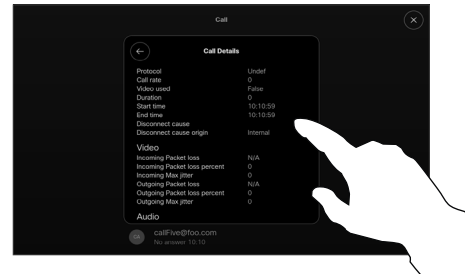 Call
Call Details
Protocol Undef
Call rate 0
Video used False
Duration 0
Start time 10:10:59
End time 10:10:59
Disconnect cause
Disconnect cause origin Internal
Video
Incoming Packet loss N/A
Incoming Packet loss percent 0
Incoming Max jitter 0
Outgoing Packet loss N/A
Outgoing Packet loss percent 0
Outgoing Max jitter 0
Audio
callFive@foo.com
No answer 10:10